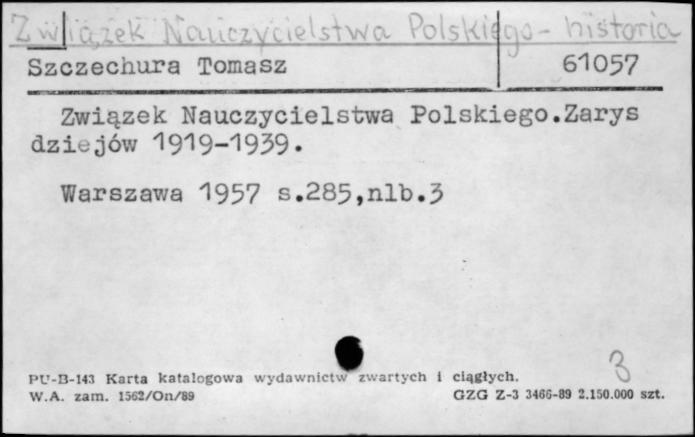 Związek Nauczycielstwa Polskiego - historia
Szczechura Tomasz 61057
Związek Nauczycielstwa Polskiego.Zarys
dziejów 1919-1939.
Warszawa 1957 s.285,nlb.3
3
PU-B-143 Karta katalogowa wydawnictw zwartych i ciągłych.
W.A. zam. 1562/On/89 GZG Z-3 3466-89 2.150.000 szt.